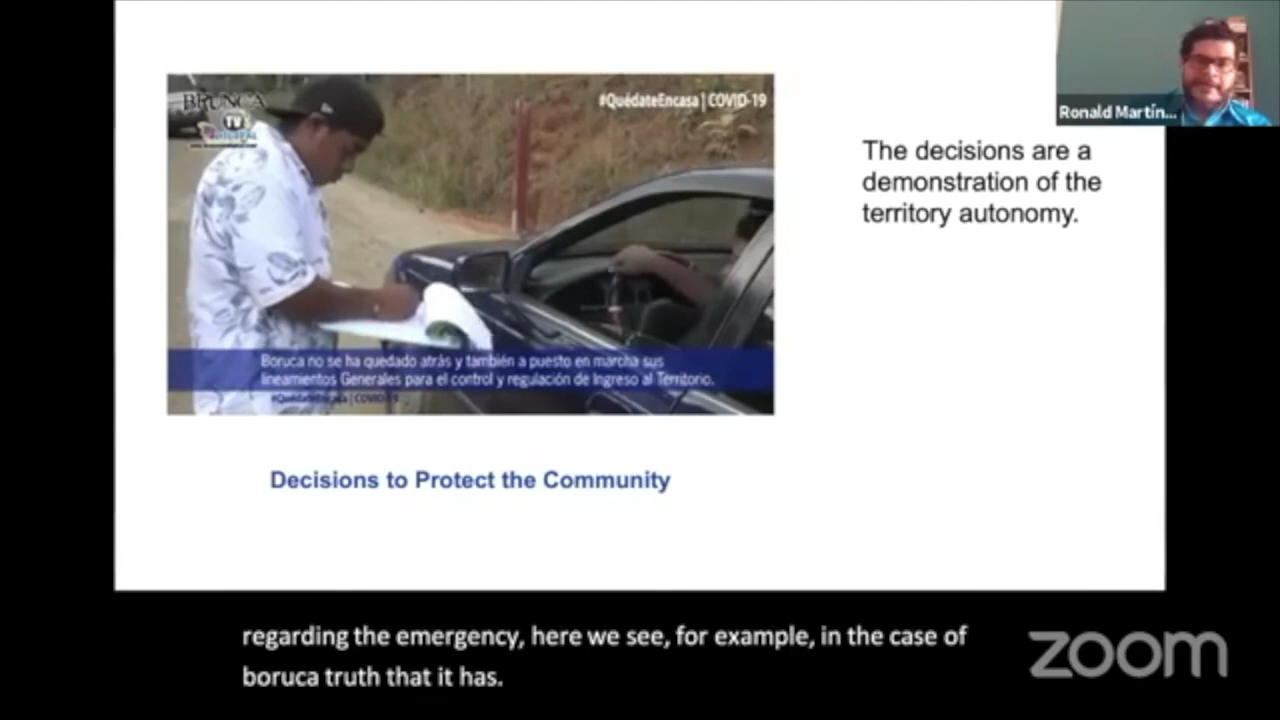 BRUNCA
TV
DIGITAL
#QuédateEncasa | COVID-19
Ronald Martín...
The decisions are a
demonstration of the
territory autonomy.
Boruca no se ha quedado atrás y también a puesto en marcha sus
lineamientos Generales para el control y regulación de Ingreso al Territorio.
#QuédateEncasa | COVID-19
Decisions to Protect the Community
regarding the emergency, here we see, for example, in the case of
boruca truth that it has.
zoom